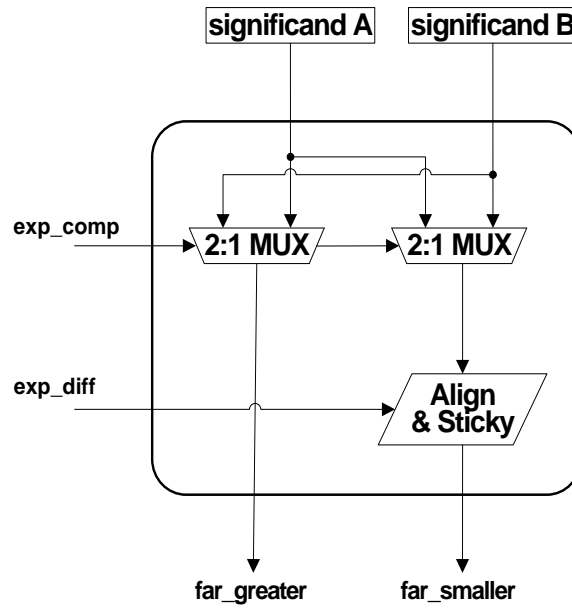 significand A
significand B
exp_comp
2:1 MUX
2:1 MUX
exp_diff
Align
& Sticky
far_greater
far_smaller